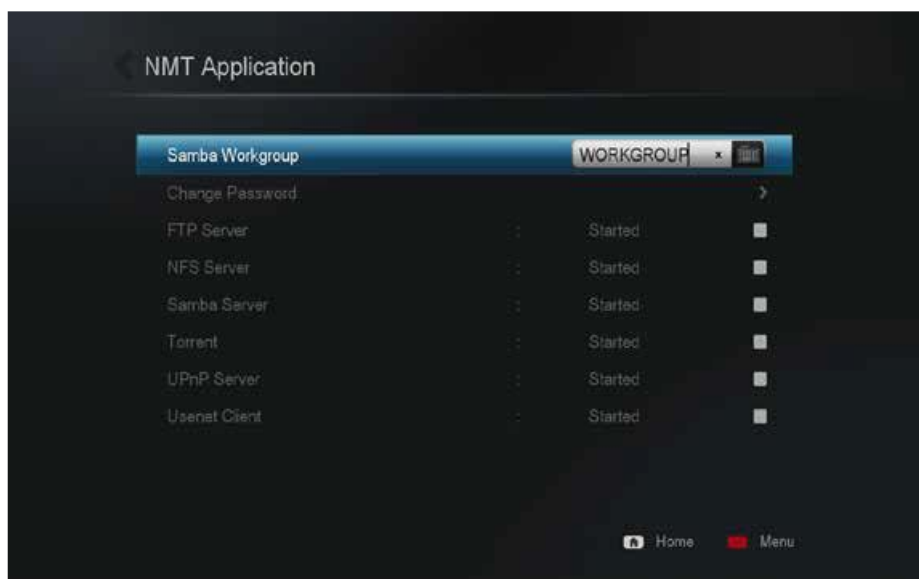 NMT Application
Samba Workgroup WORKGROUP x
Change Password >
FTP Server : Started
NFS Server : Started
Samba Server : Started
Torrent : Started
UPnP Server : Started
Usenet Client : Started
Home Menu